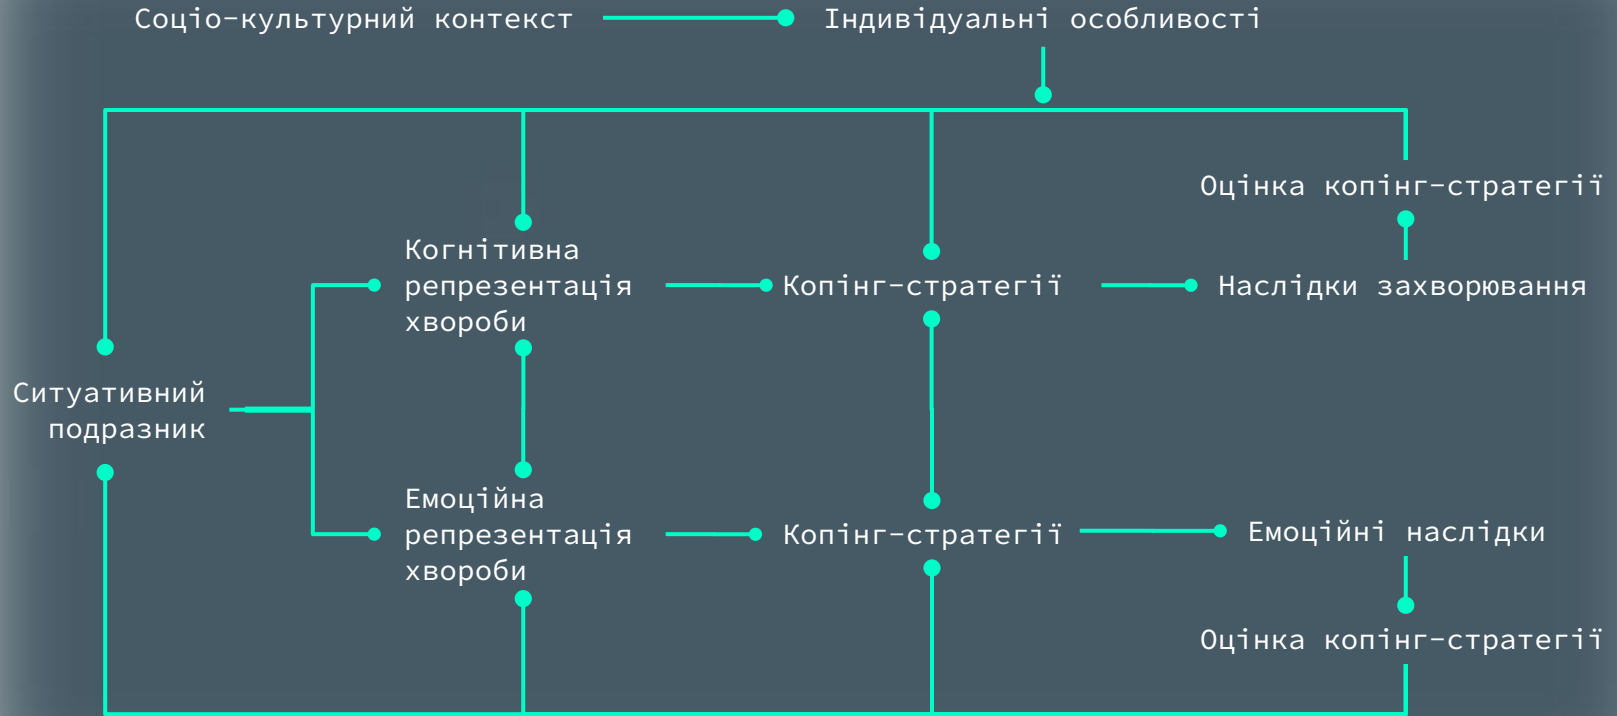 Соціо-культурний контекст
Індивідуальні особливості
Оцінка копінг-стратегії
Когнітивна
репрезентація
хвороби
Копінг-стратегії
Наслідки захворювання
Ситуативний
подразник
Емоційна
репрезентація
хвороби
Копінг-стратегії
Емоційні наслідки
Оцінка копінг-стратегії